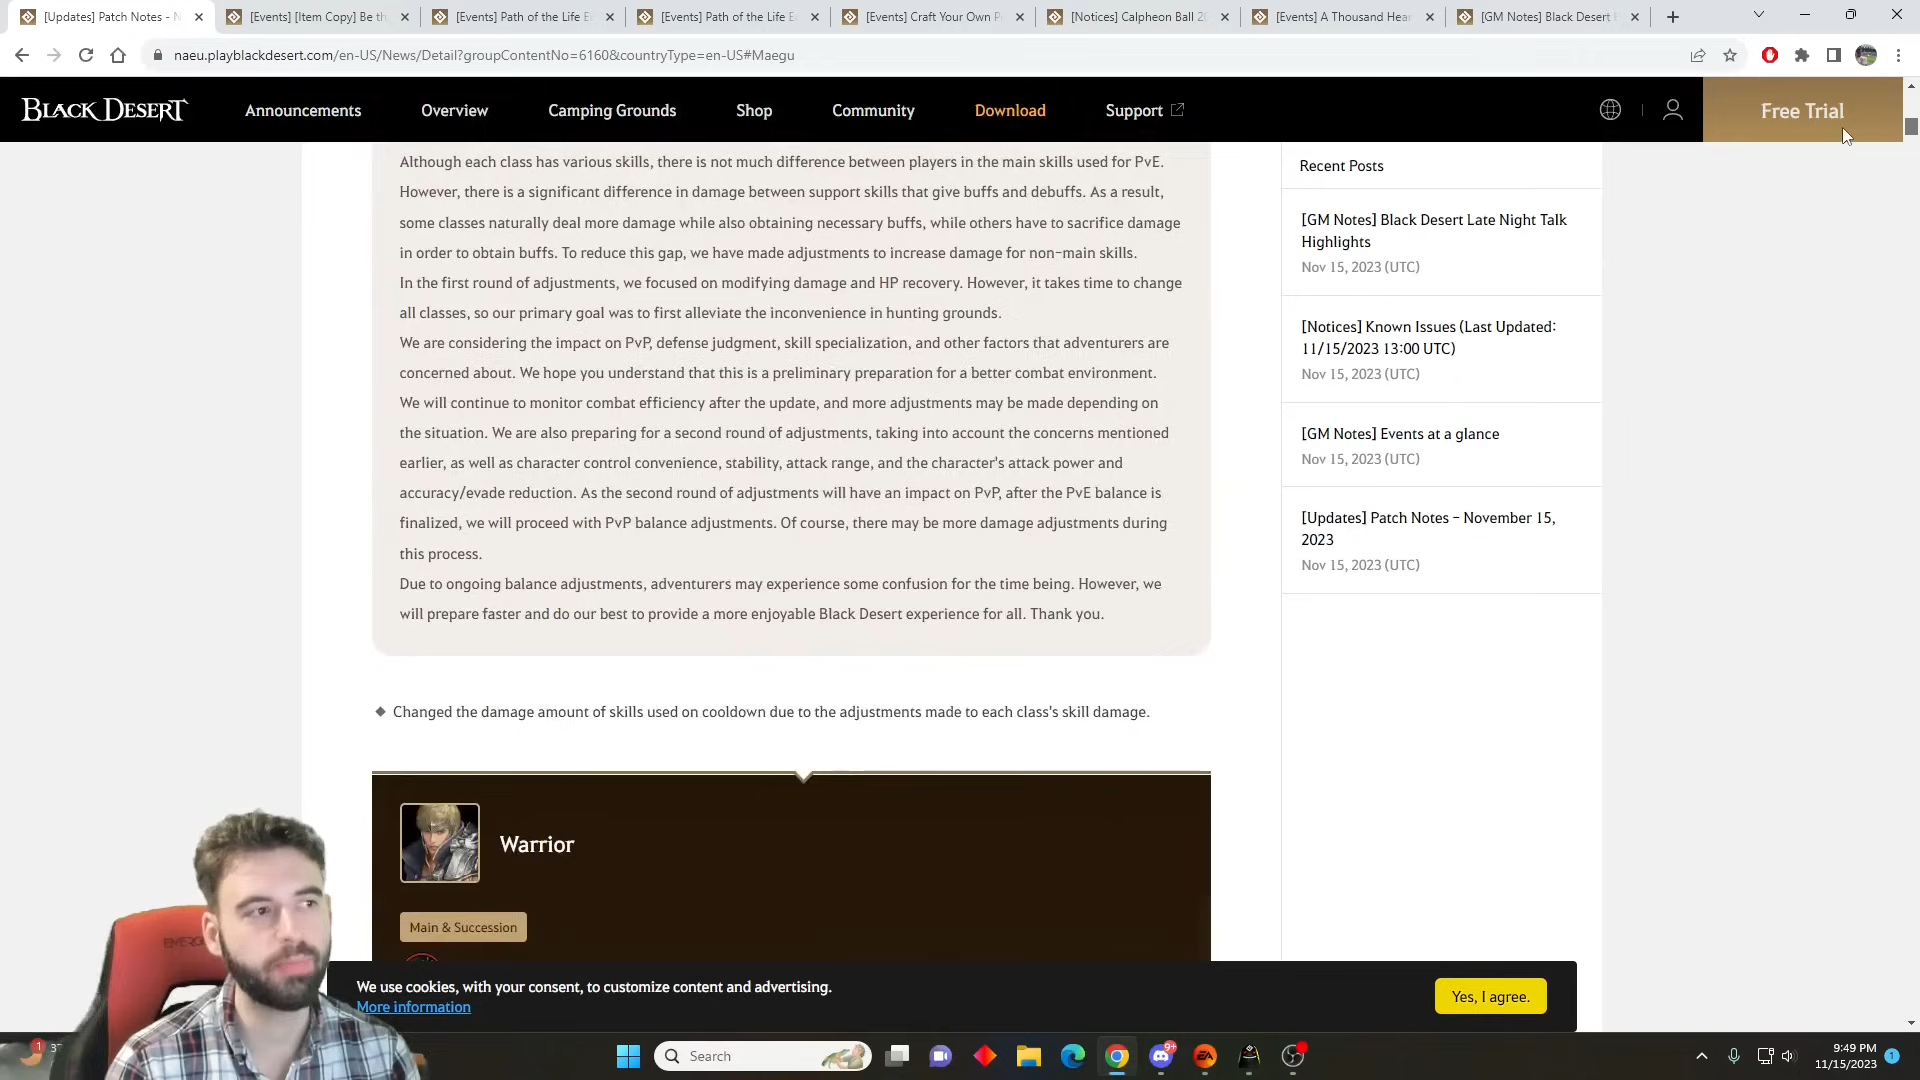 [Updates] Patch Notes - N
[Events] [Item Copy] Be th
[Events] Path of the Life E
[Events] Path of the Life E
[Events] Craft Your Own P
[Notices] Calpheon Ball 20
[Events] A Thousand Hear
[GM Notes] Black Desert
naeu.playblackdesert.com/en-US/News/Detail?groupContentNo=6160&countryType=en-US#Maegu
BLACK DESERT
Announcements
Overview
Camping Grounds
Shop
Community
Download
Support
Free Trial
Although each class has various skills, there is not much difference between players in the main skills used for PvE.
However, there is a significant difference in damage between support skills that give buffs and debuffs. As a result,
some classes naturally deal more damage while also obtaining necessary buffs, while others have to sacrifice damage
in order to obtain buffs. To reduce this gap, we have made adjustments to increase damage for non-main skills.
In the first round of adjustments, we focused on modifying damage and HP recovery. However, it takes time to change
all classes, so our primary goal was to first alleviate the inconvenience in hunting grounds.
We are considering the impact on PvP, defense judgment, skill specialization, and other factors that adventurers are
concerned about. We hope you understand that this is a preliminary preparation for a better combat environment.
We will continue to monitor combat efficiency after the update, and more adjustments may be made depending on
the situation. We are also preparing for a second round of adjustments, taking into account the concerns mentioned
earlier, as well as character control convenience, stability, attack range, and the character's attack power and
accuracy/evade reduction. As the second round of adjustments will have an impact on PvP, after the PvE balance is
finalized, we will proceed with PvP balance adjustments. Of course, there may be more damage adjustments during
this process.
Due to ongoing balance adjustments, adventurers may experience some confusion for the time being. However, we
will prepare faster and do our best to provide a more enjoyable Black Desert experience for all. Thank you.
Changed the damage amount of skills used on cooldown due to the adjustments made to each class's skill damage.
Warrior
Main & Succession
Recent Posts
[GM Notes] Black Desert Late Night Talk
Highlights
Nov 15, 2023 (UTC)
[Notices] Known Issues (Last Updated:
11/15/2023 13:00 UTC)
Nov 15, 2023 (UTC)
[GM Notes] Events at a glance
Nov 15, 2023 (UTC)
[Updates] Patch Notes - November 15,
2023
Nov 15, 2023 (UTC)
We use cookies, with your consent, to customize content and advertising.
More information
Yes, I agree.
1
Search
9+
EA
9:49 PM
11/15/2023
1